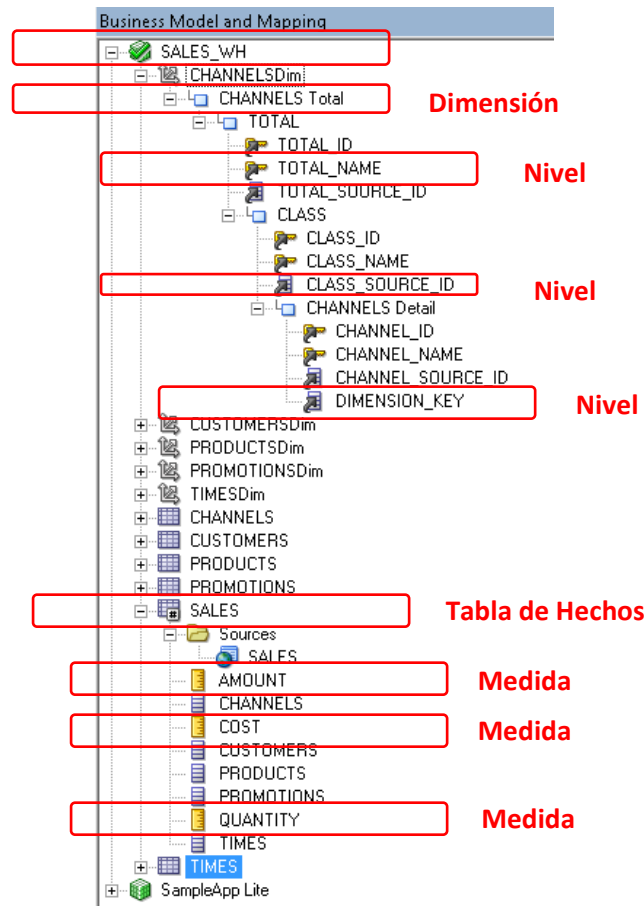 Business Model and Mapping
SALES_WH
CHANNELSDim
CHANNELS Total
Dimensión
TOTAL
TOTAL_ID
TOTAL_NAME
Nivel
TOTAL_SOURCE_ID
CLASS
CLASS_ID
CLASS_NAME
CLASS_SOURCE_ID
Nivel
CHANNELS Detail
CHANNEL_ID
CHANNEL_NAME
CHANNEL_SOURCE_ID
DIMENSION_KEY
Nivel
CUSTOMERSDim
PRODUCTSDim
PROMOTIONSDim
TIMESDim
CHANNELS
CUSTOMERS
PRODUCTS
PROMOTIONS
SALES
Tabla de Hechos
Sources
SALES
AMOUNT
Medida
CHANNELS
COST
Medida
CUSTOMERS
PRODUCTS
PROMOTIONS
QUANTITY
Medida
TIMES
TIMES
SampleApp Lite